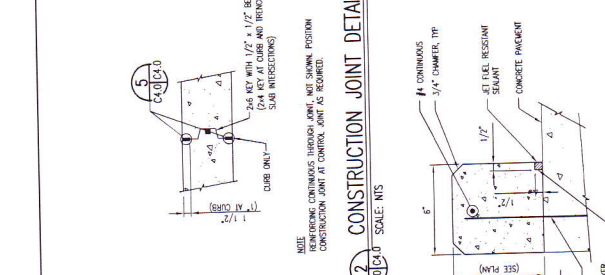 5
C4.0 C4.0
2x6 KEY WITH 1/2" x 1/2" BE
(2x4 KEY AT CURB AND TRENC
SLAB INTERSECTIONS)
CURB ONLY
1 1/2"
(1" AT CURB)
NOTE
REINFORCING CONTINUOUS THROUGH JOINT, NOT SHOWN. POSITION
CONSTRUCTION JOINT AT CONTROL JOINT AS REQUIRED.
2
C4.0
CONSTRUCTION JOINT DETAI
SCALE: NTS
#4 CONTINUOUS
3/4" CHAMFER, TYP
JET FUEL RESISTANT
SEALANT
CONCRETE PAVEMENT
1/2"
1/2"
6"
(SEE PLAN)